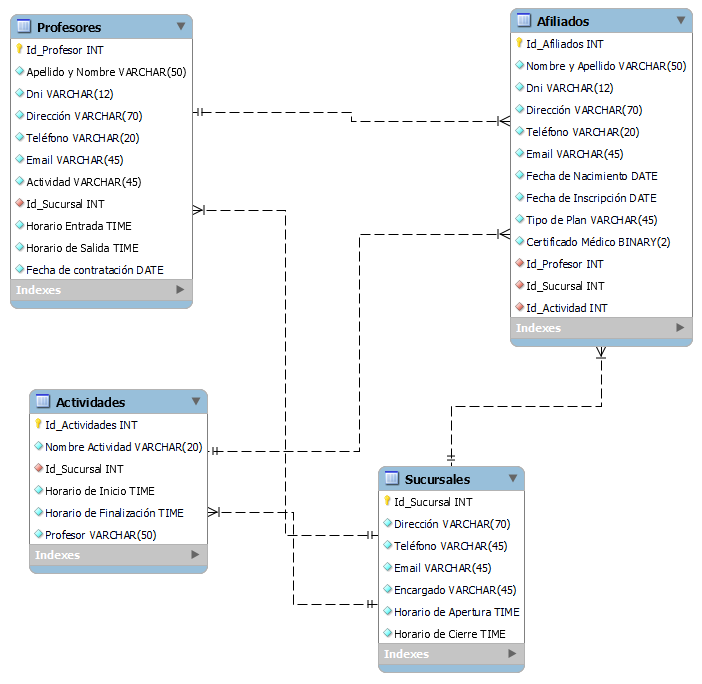 Profesores
Id_Profesor INT
Apellido y Nombre VARCHAR(50)
Dni VARCHAR(12)
Dirección VARCHAR(70)
Teléfono VARCHAR(20)
Email VARCHAR(45)
Actividad VARCHAR(45)
Id_Sucursal INT
Horario Entrada TIME
Horario de Salida TIME
Fecha de contratación DATE
Indexes
Afiliados
Id_Afiliados INT
Nombre y Apellido VARCHAR(50)
Dni VARCHAR(12)
Dirección VARCHAR(70)
Teléfono VARCHAR(20)
Email VARCHAR(45)
Fecha de Nacimiento DATE
Fecha de Inscripción DATE
Tipo de Plan VARCHAR(45)
Certificado Médico BINARY(2)
Id_Profesor INT
Id_Sucursal INT
Id_Actividad INT
Indexes
Actividades
Id_Actividades INT
Nombre Actividad VARCHAR(20)
Id_Sucursal INT
Horario de Inicio TIME
Horario de Finalización TIME
Profesor VARCHAR(50)
Indexes
Sucursales
Id_Sucursal INT
Dirección VARCHAR(70)
Teléfono VARCHAR(45)
Email VARCHAR(45)
Encargado VARCHAR(45)
Horario de Apertura TIME
Horario de Cierre TIME
Indexes